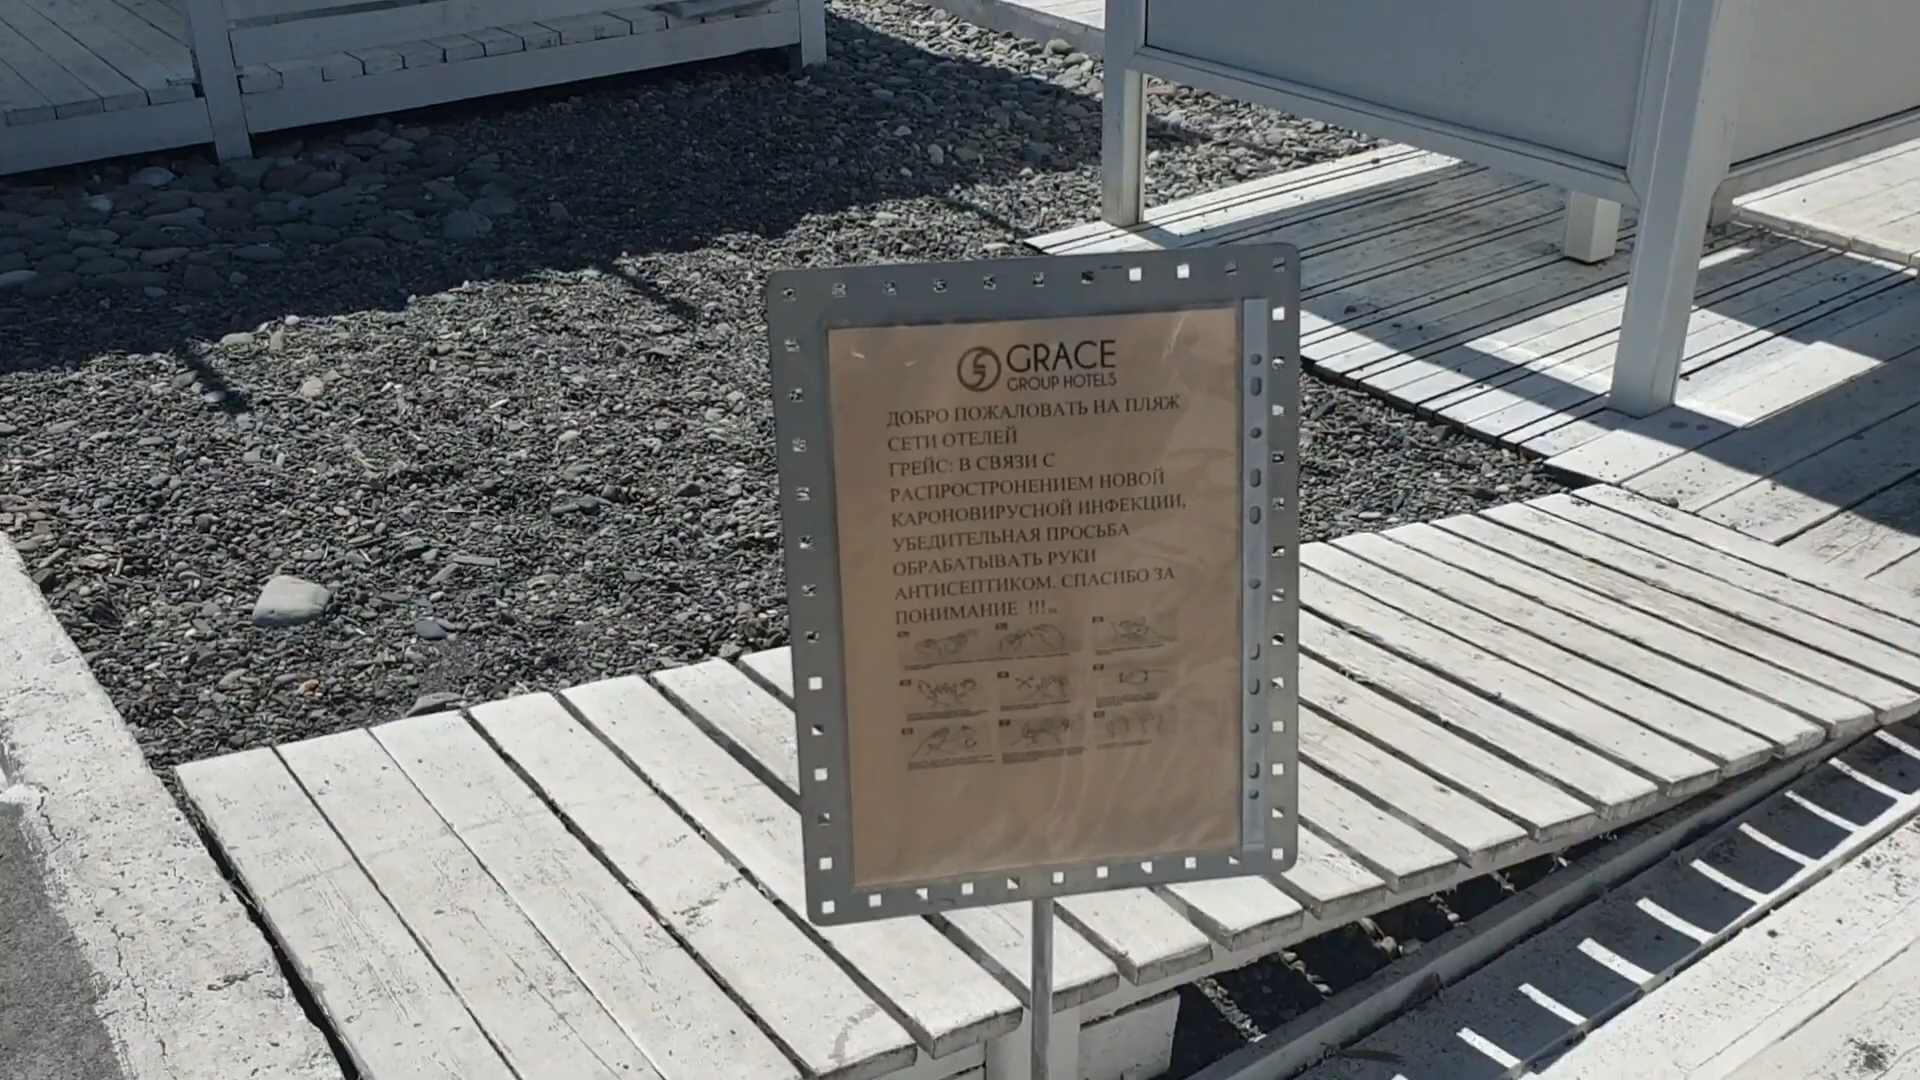 GRACE
GROUP HOTELS
ДОБРО ПОЖАЛОВАТЬ НА ПЛЯЖ
СЕТИ ОТЕЛЕЙ
ГРЕЙС: В СВЯЗИ С
РАСПРОСТРОНЕНИЕМ НОВОЙ
КАРОНОВИРУСНОЙ ИНФЕКЦИИ,
УБЕДИТЕЛЬНАЯ ПРОСЬБА
ОБРАБАТЫВАТЬ РУКИ
АНТИСЕПТИКОМ. СПАСИБО ЗА
ПОНИМАНИЕ !!!